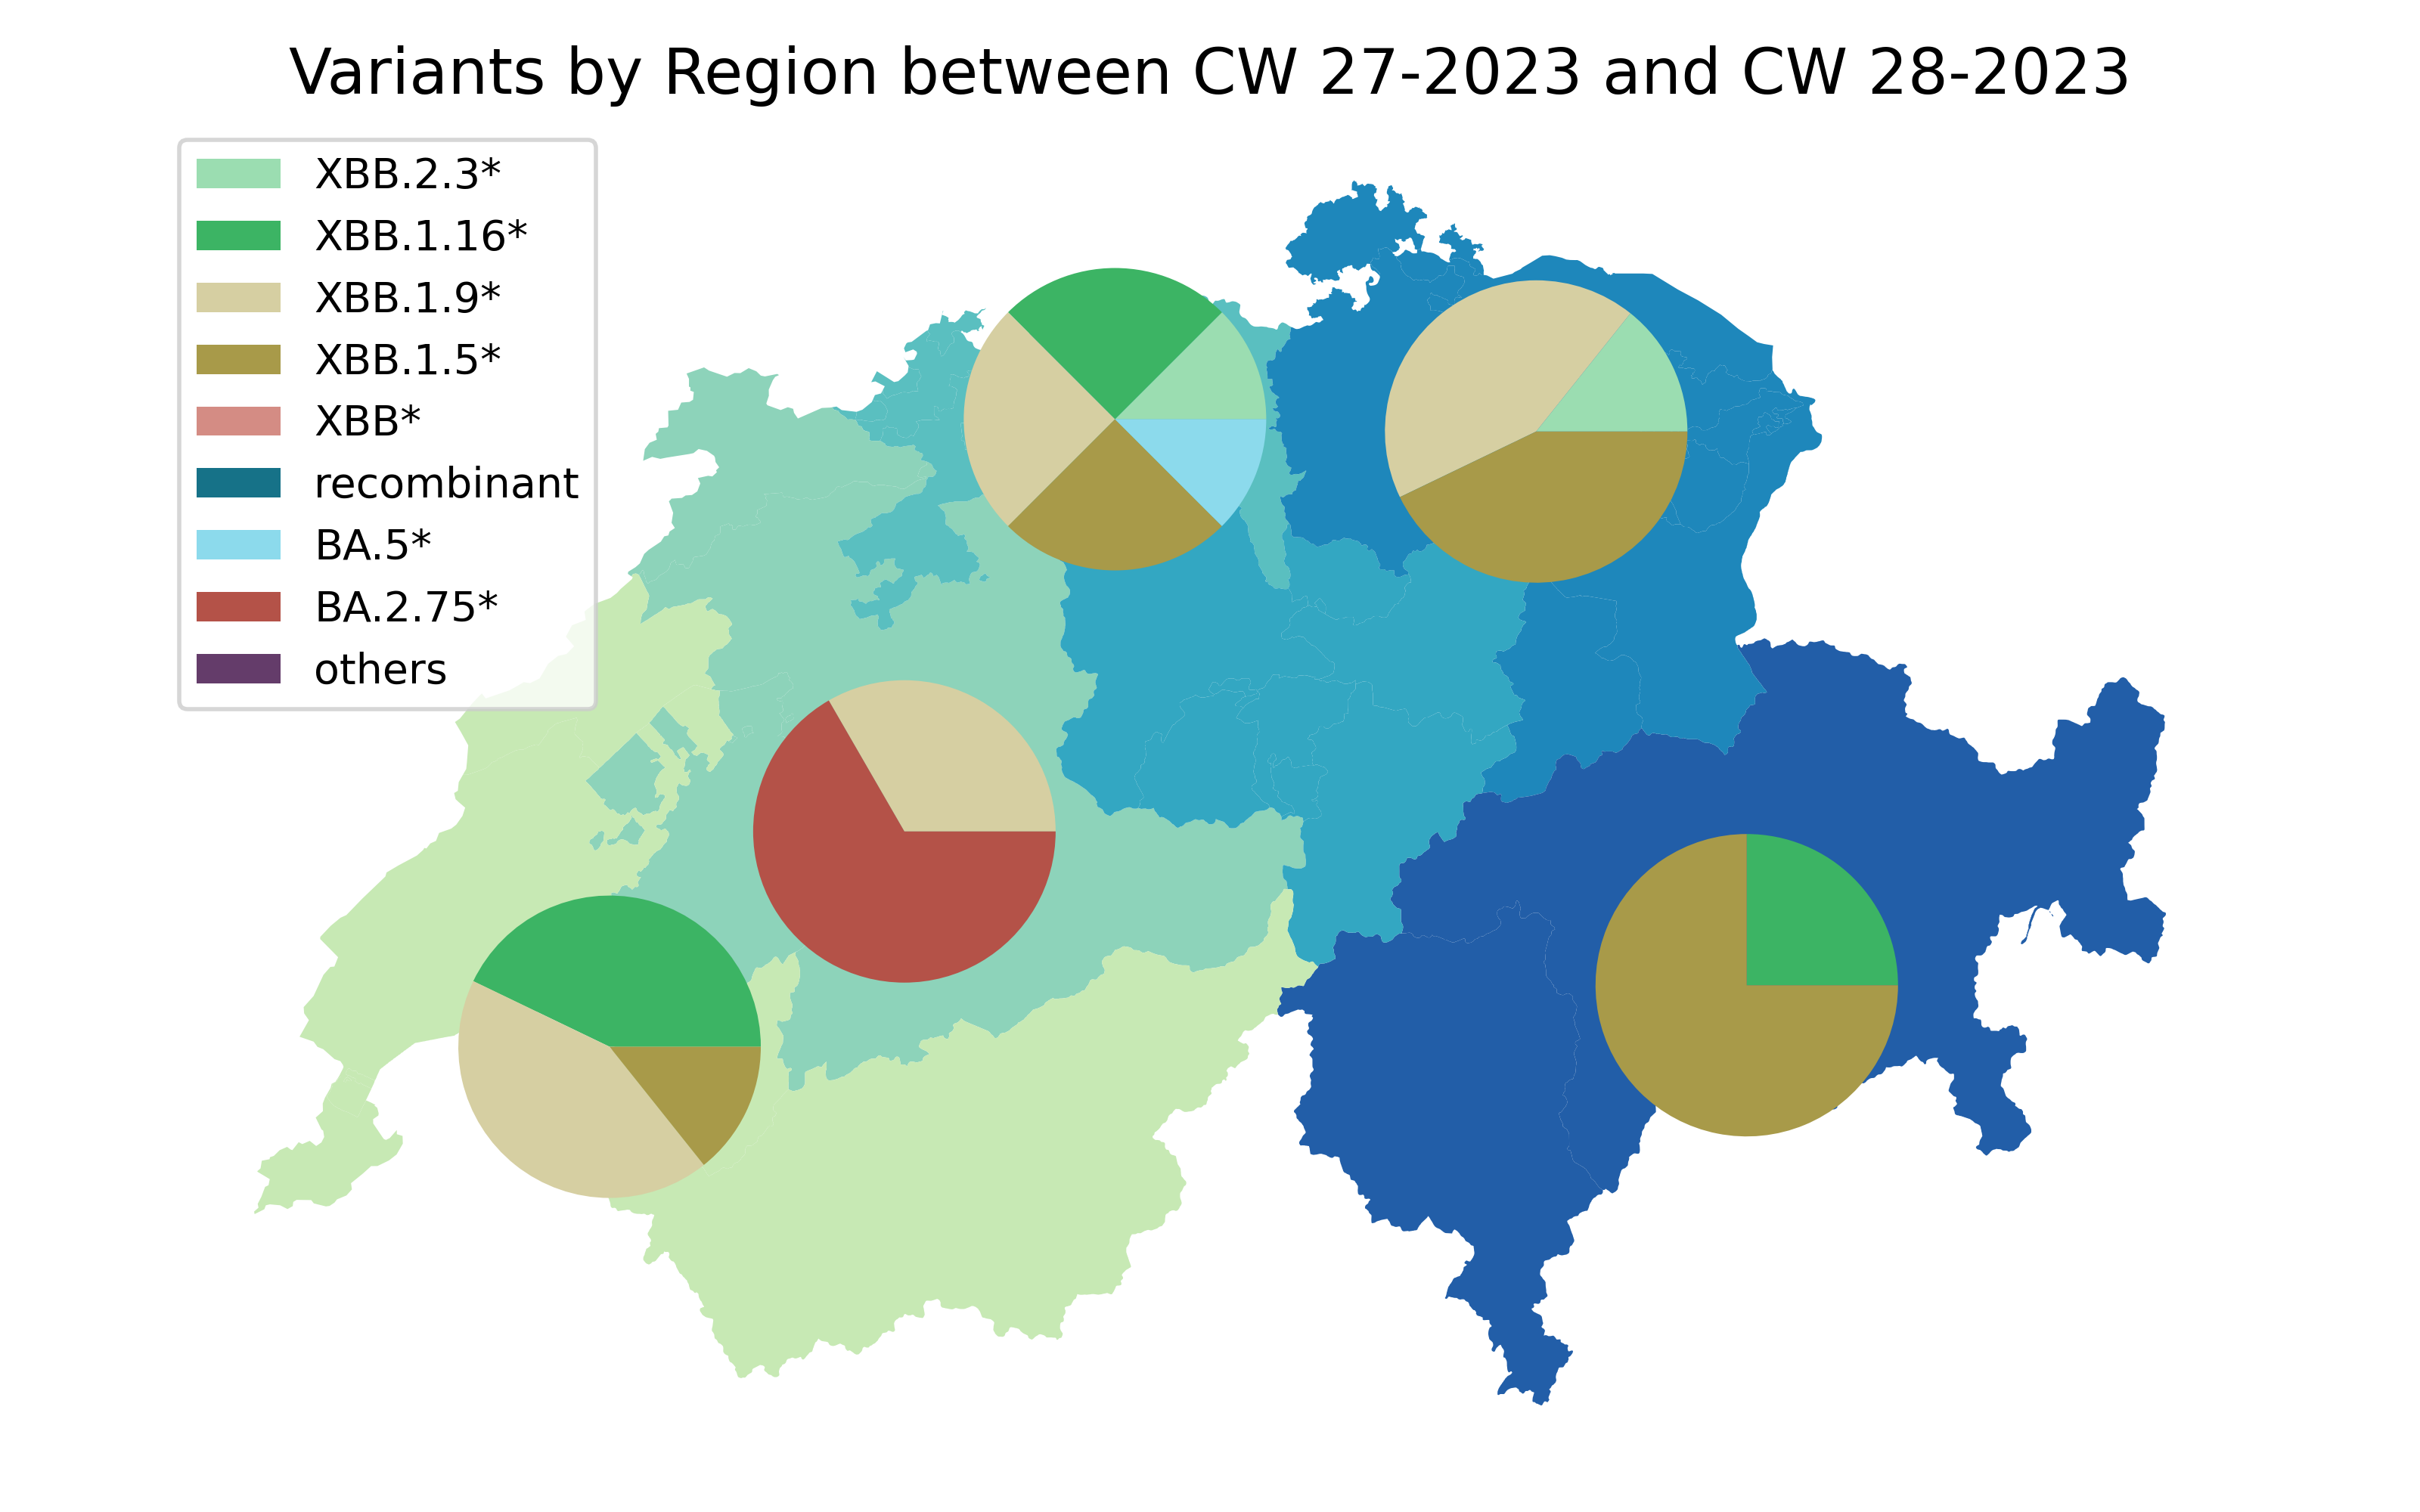 Variants by Region between CW 27-2023 and CW 28-2023
XBB.2.3*
XBB.1.16*
XBB.1.9*
XBB.1.5*
XBB*
recombinant
BA.5*
BA.2.75*
others